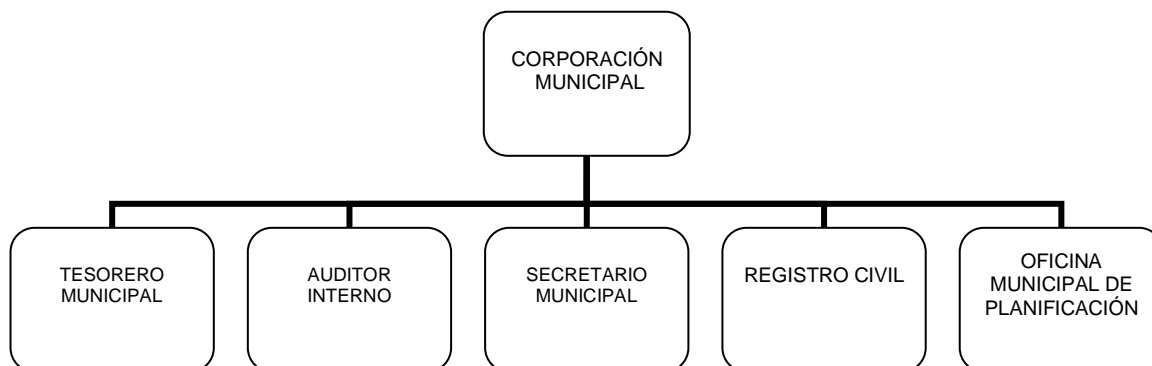 CORPORACIÓN
MUNICIPAL
TESORERO
MUNICIPAL
AUDITOR
INTERNO
SECRETARIO
MUNICIPAL
REGISTRO CIVIL
OFICINA
MUNICIPAL DE
PLANIFICACIÓN